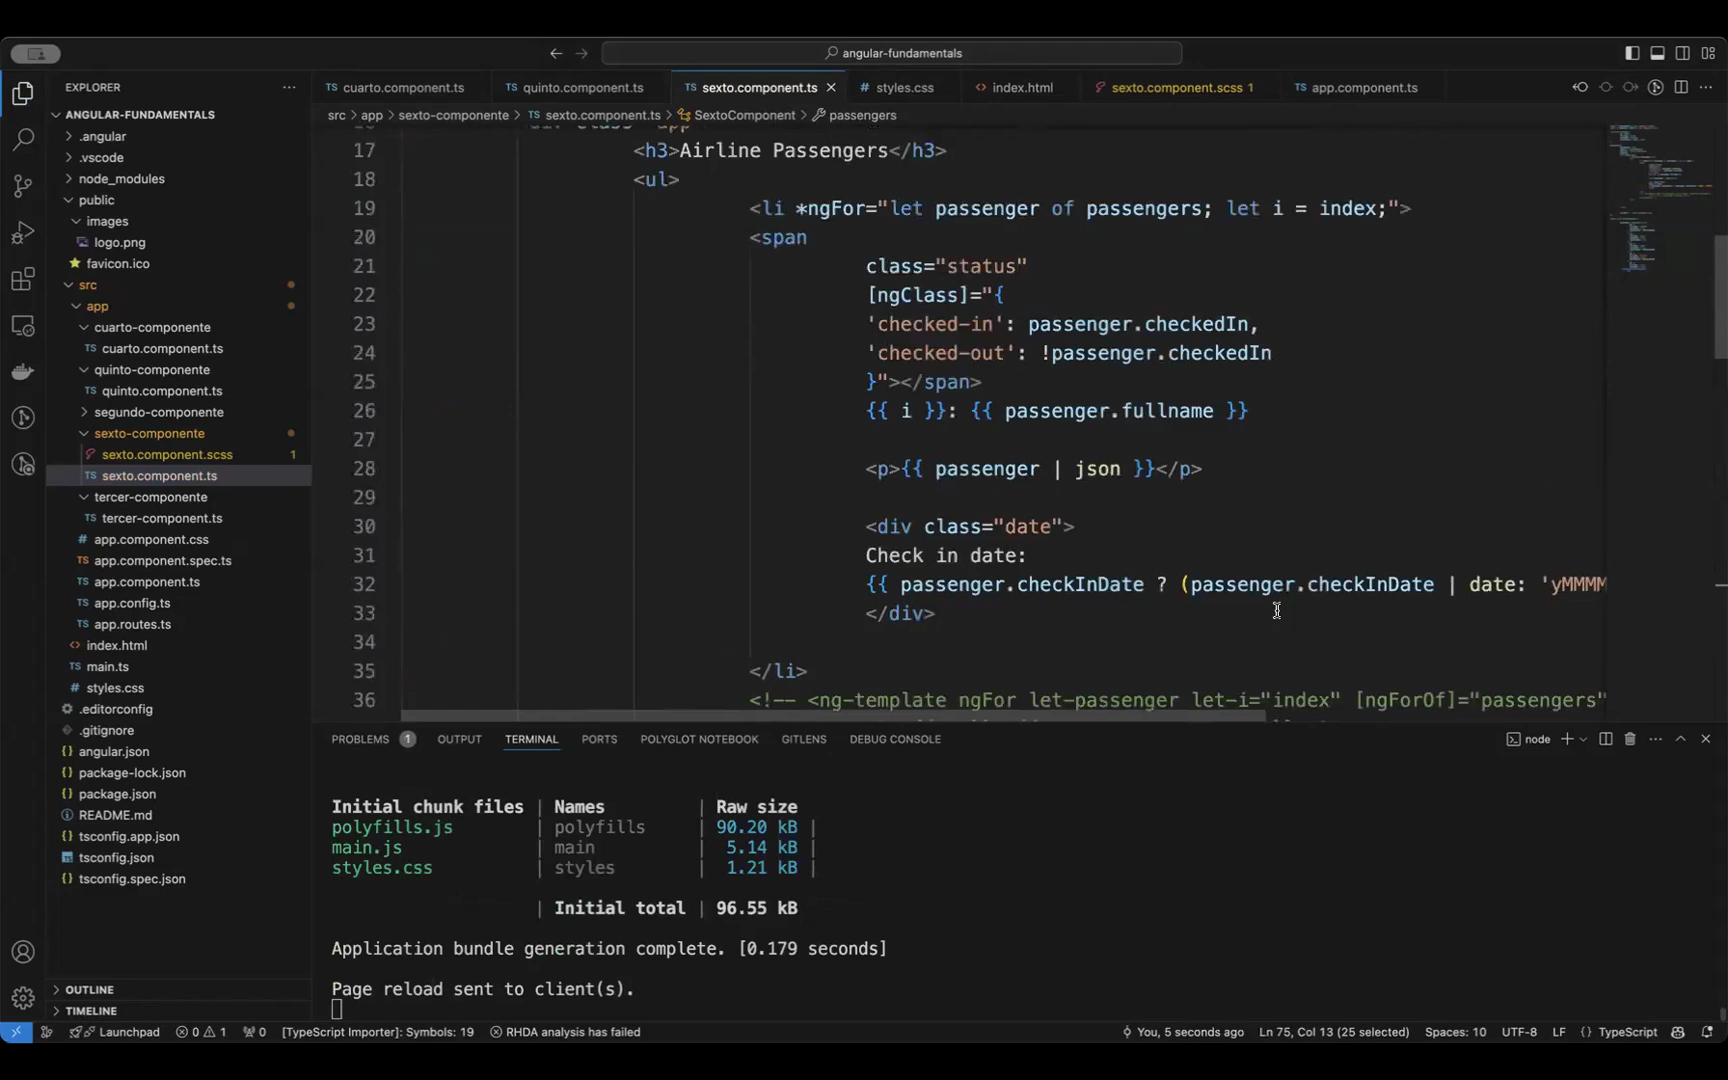 angular-fundamentals
EXPLORER
ANGULAR-FUNDAMENTALS
.angular
.vscode
node_modules
public
images
logo.png
favicon.ico
src
app
cuarto-componente
TS cuarto.component.ts
quinto-componente
TS quinto.component.ts
segundo-componente
sexto-componente
sexto.component.scss 1
TS sexto.component.ts
tercer-componente
TS tercer-component.ts
app.component.css
TS app.component.spec.ts
TS app.component.ts
TS app.config.ts
TS app.routes.ts
<> index.html
TS main.ts
styles.css
.editorconfig
.gitignore
angular.json
package-lock.json
package.json
README.md
tsconfig.app.json
tsconfig.json
tsconfig.spec.json
OUTLINE
TIMELINE
TS cuarto.component.ts
TS quinto.component.ts
TS sexto.component.ts
# styles.css
<> index.html
sexto.component.scss 1
TS app.component.ts
src > app > sexto-componente > TS sexto.component.ts > SextoComponent > passengers
17 <h3>Airline Passengers</h3>
18 <ul>
19 <li *ngFor="let passenger of passengers; let i = index;">
20 <span
21 class="status"
22 [ngClass]="{
23 'checked-in': passenger.checkedIn,
24 'checked-out': !passenger.checkedIn
25 }"></span>
26 {{ i }}: {{ passenger.fullname }}
27
28 <p>{{ passenger | json }}</p>
29
30 <div class="date">
31 Check in date:
32 {{ passenger.checkInDate ? (passenger.checkInDate | date: 'yMMMM
33 </div>
34
35 </li>
36 <!-- <ng-template ngFor let-passenger let-i="index" [ngForOf]="passengers"
PROBLEMS 1 OUTPUT TERMINAL PORTS POLYGLOT NOTEBOOK GITLENS DEBUG CONSOLE
node
Initial chunk files | Names | Raw size
polyfills.js | polyfills | 90.20 kB |
main.js | main | 5.14 kB |
styles.css | styles | 1.21 kB |
| Initial total | 96.55 kB
Application bundle generation complete. [0.179 seconds]
Page reload sent to client(s).
Launchpad 0 1 0 [TypeScript Importer]: Symbols: 19 RHDA analysis has failed You, 5 seconds ago Ln 75, Col 13 (25 selected) Spaces: 10 UTF-8 LF {} TypeScript